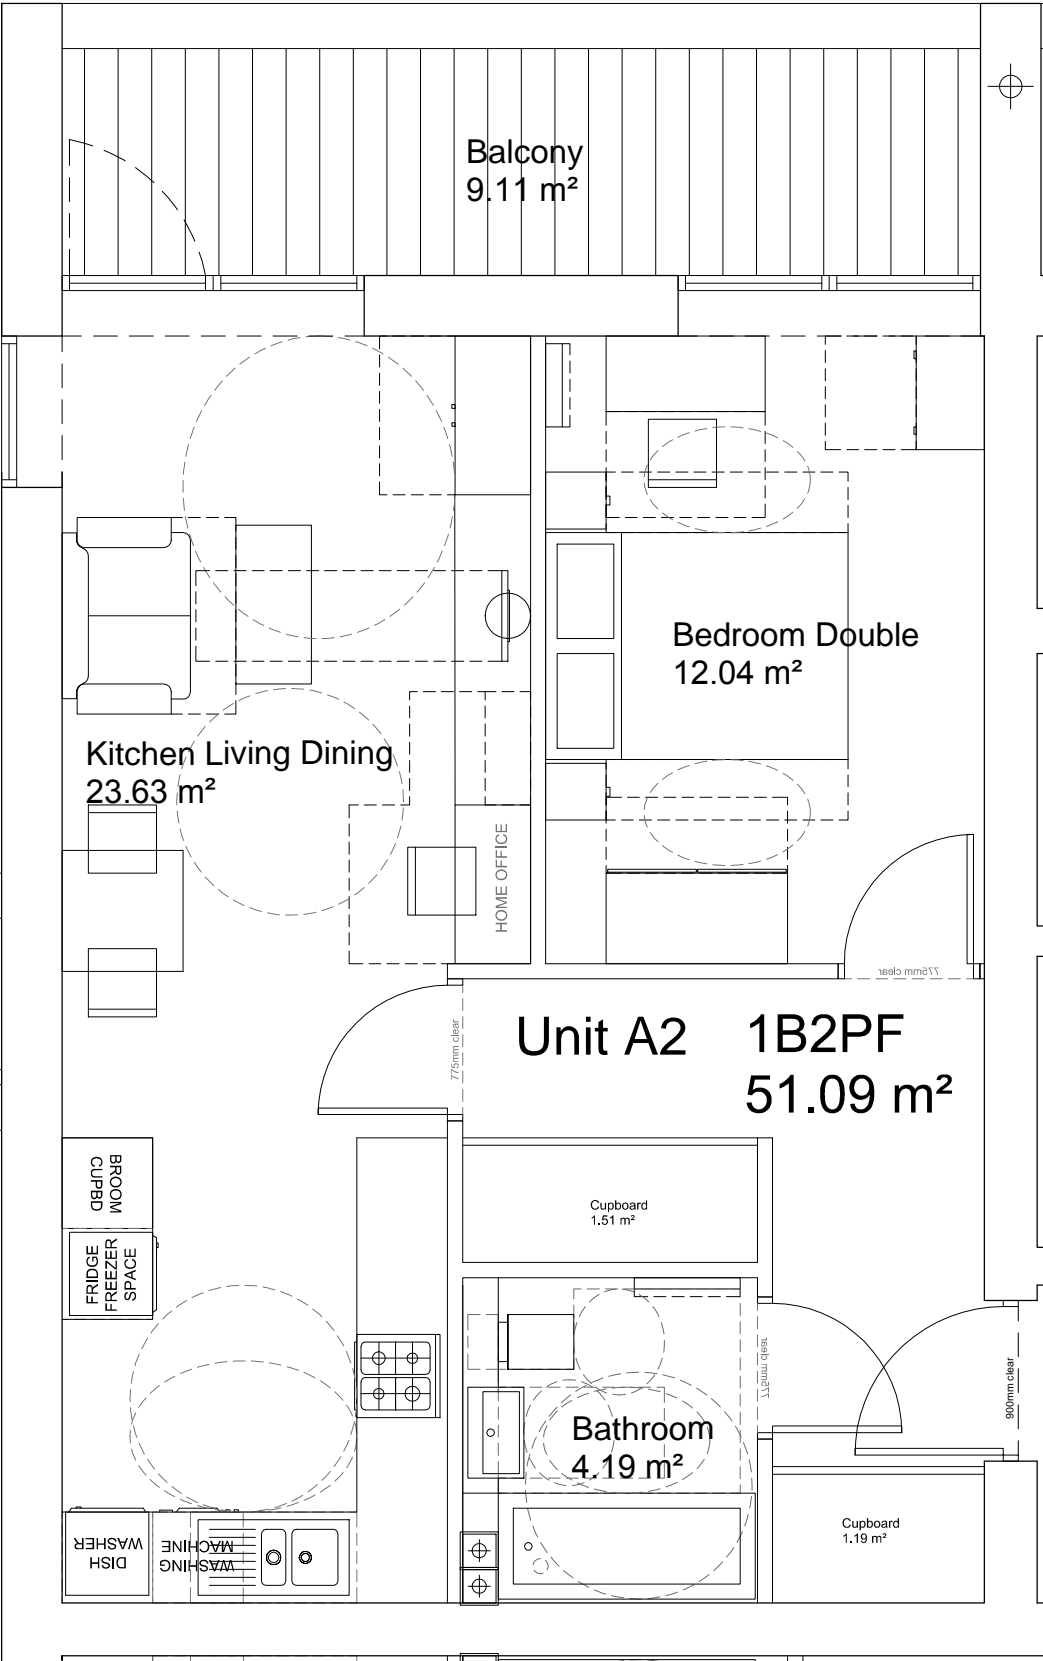 Balcony
9.11 m²
Bedroom Double
12.04 m²
Kitchen Living Dining
23.63 m²
HOME OFFICE
775mm clear
775mm clear
Unit A2 1B2PF
51.09 m²
BROOM
CUPBD
FRIDGE
FREEZER
SPACE
Cupboard
1.51 m²
775mm clear
900mm clear
Bathroom
4.19 m²
Cupboard
1.19 m²
DISH
WASHER
WASHING
MACHINE